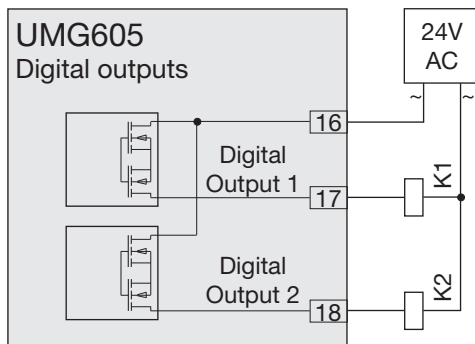 UMG605
Digital outputs
24V
AC
~ ~
16
Digital
Output 1
17
K1
Digital
Output 2
18
K2